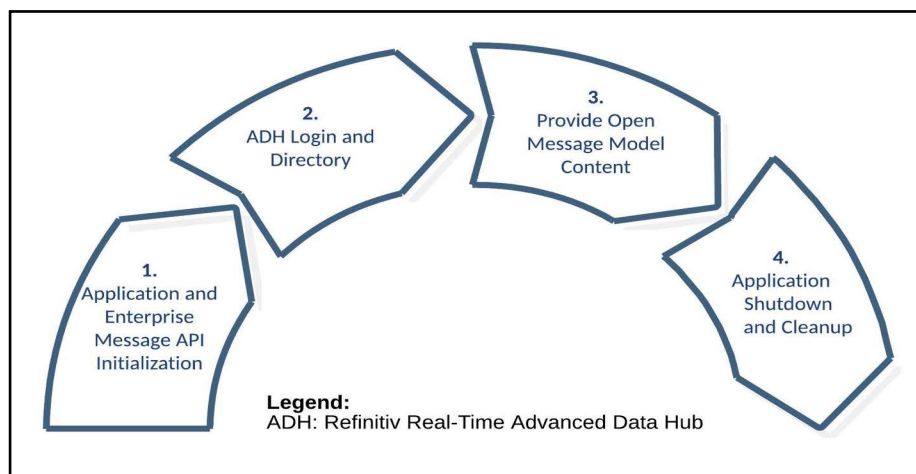 1.
Application and
Enterprise
Message API
Initialization
2.
ADH Login and
Directory
3.
Provide Open
Message Model
Content
4.
Application
Shutdown
and Cleanup
Legend:
ADH: Refinitiv Real-Time Advanced Data Hub